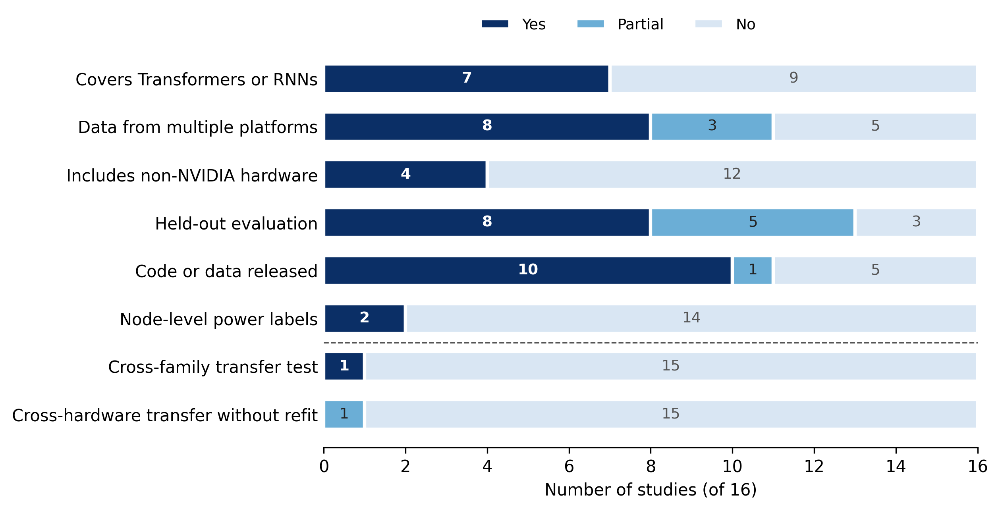 Yes Partial No
Covers Transformers or RNNs 7 9
Data from multiple platforms 8 3 5
Includes non-NVIDIA hardware 4 12
Held-out evaluation 8 5 3
Code or data released 10 1 5
Node-level power labels 2 14
Cross-family transfer test 1 15
Cross-hardware transfer without refit 1 15
0 2 4 6 8 10 12 14 16
Number of studies (of 16)